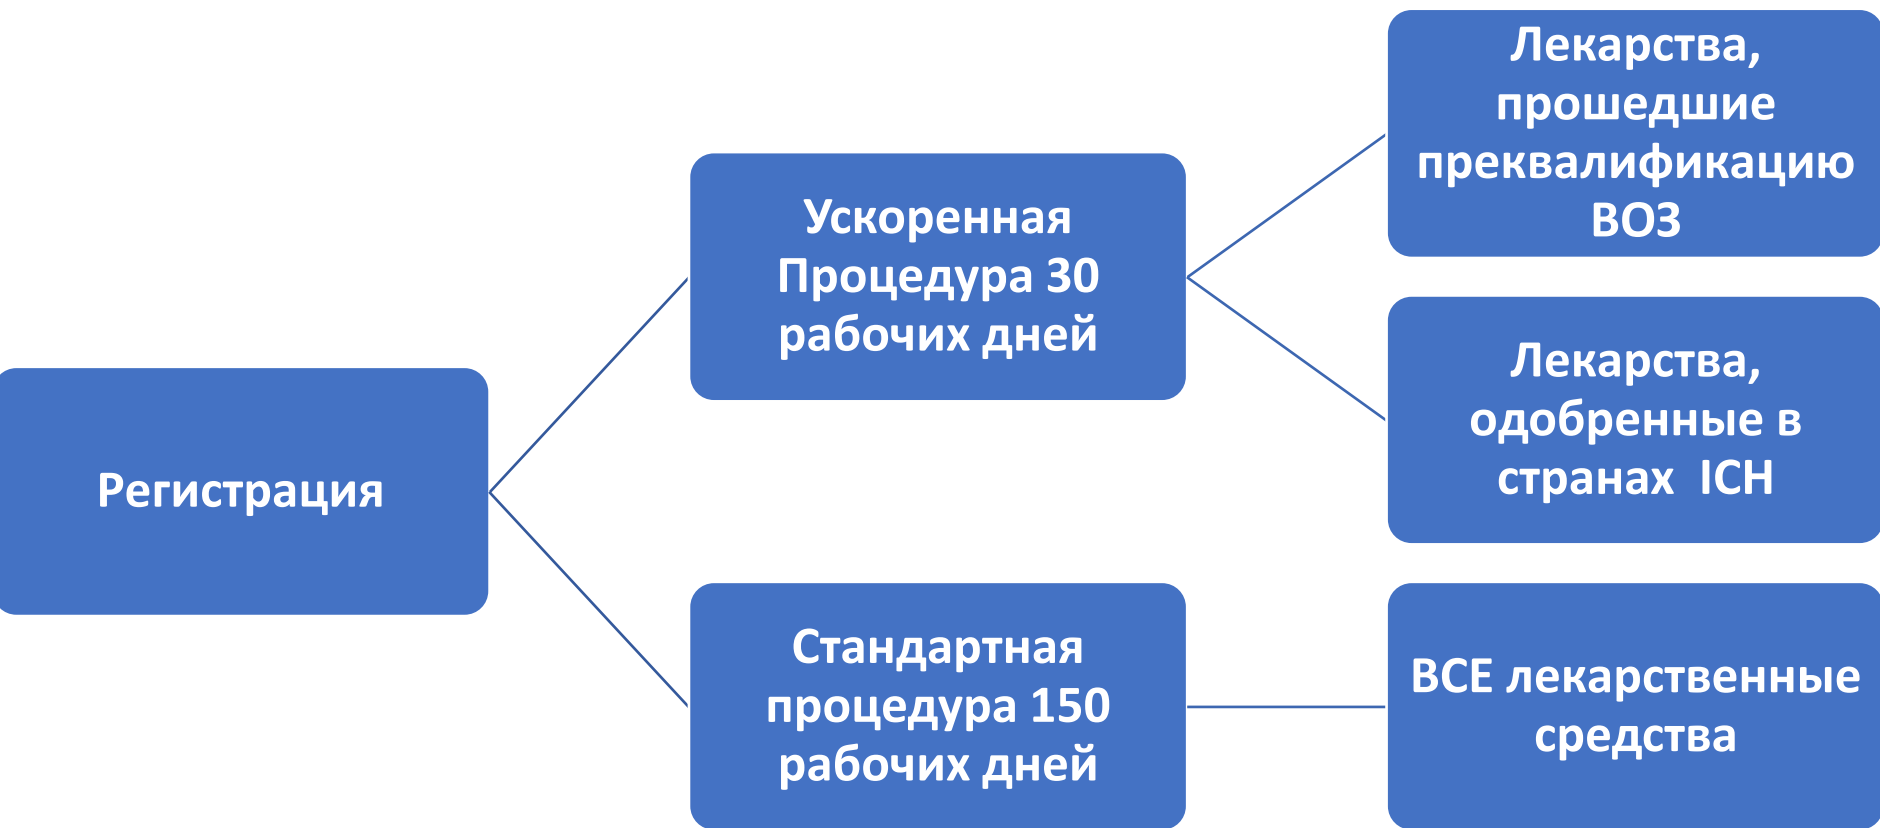 Регистрация
Ускоренная
Процедура 30
рабочих дней
Лекарства,
прошедшие
преквалификацию
ВОЗ
Лекарства,
одобренные в
странах ICH
Стандартная
процедура 150
рабочих дней
ВСЕ лекарственные
средства